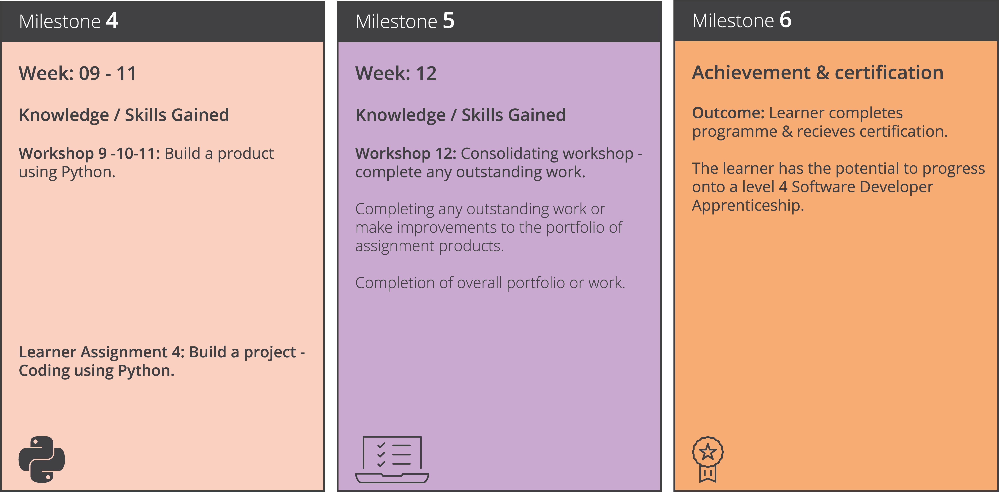 Milestone 4
Week: 09 - 11
Knowledge / Skills Gained
Workshop 9 -10-11: Build a product
using Python.
Learner Assignment 4: Build a project -
Coding using Python.
Milestone 5
Week: 12
Knowledge / Skills Gained
Workshop 12: Consolidating workshop -
complete any outstanding work.
Completing any outstanding work or
make improvements to the portfolio of
assignment products.
Completion of overall portfolio or work.
Milestone 6
Achievement & certification
Outcome: Learner completes
programme & recieves certification.
The learner has the potential to progress
onto a level 4 Software Developer
Apprenticeship.